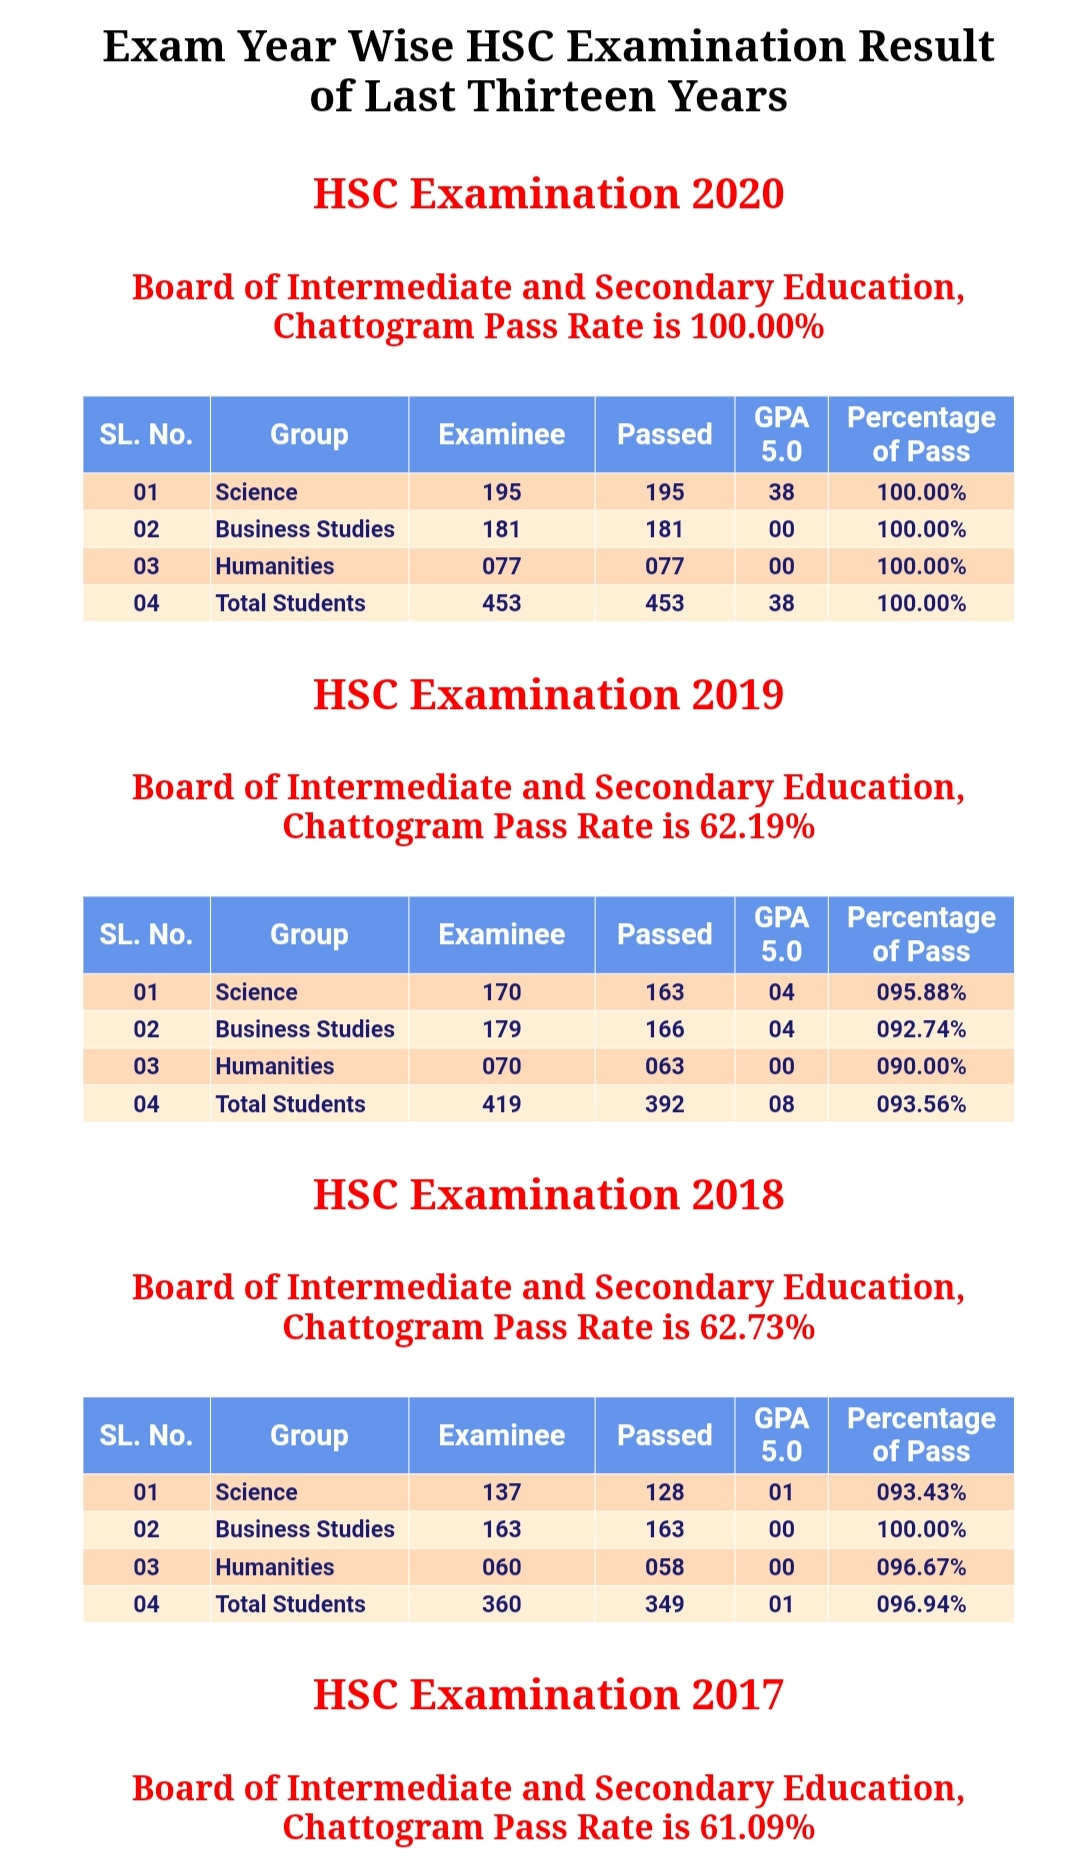 Exam Year Wise HSC Examination Result
of Last Thirteen Years
HSC Examination 2020
Board of Intermediate and Secondary Education,
Chattogram Pass Rate is 100.00%
SL. No. Group Examinee Passed GPA 5.0 Percentage of Pass
01 Science 195 195 38 100.00%
02 Business Studies 181 181 00 100.00%
03 Humanities 077 077 00 100.00%
04 Total Students 453 453 38 100.00%
HSC Examination 2019
Board of Intermediate and Secondary Education,
Chattogram Pass Rate is 62.19%
SL. No. Group Examinee Passed GPA 5.0 Percentage of Pass
01 Science 170 163 04 095.88%
02 Business Studies 179 166 04 092.74%
03 Humanities 070 063 00 090.00%
04 Total Students 419 392 08 093.56%
HSC Examination 2018
Board of Intermediate and Secondary Education,
Chattogram Pass Rate is 62.73%
SL. No. Group Examinee Passed GPA 5.0 Percentage of Pass
01 Science 137 128 01 093.43%
02 Business Studies 163 163 00 100.00%
03 Humanities 060 058 00 096.67%
04 Total Students 360 349 01 096.94%
HSC Examination 2017
Board of Intermediate and Secondary Education,
Chattogram Pass Rate is 61.09%